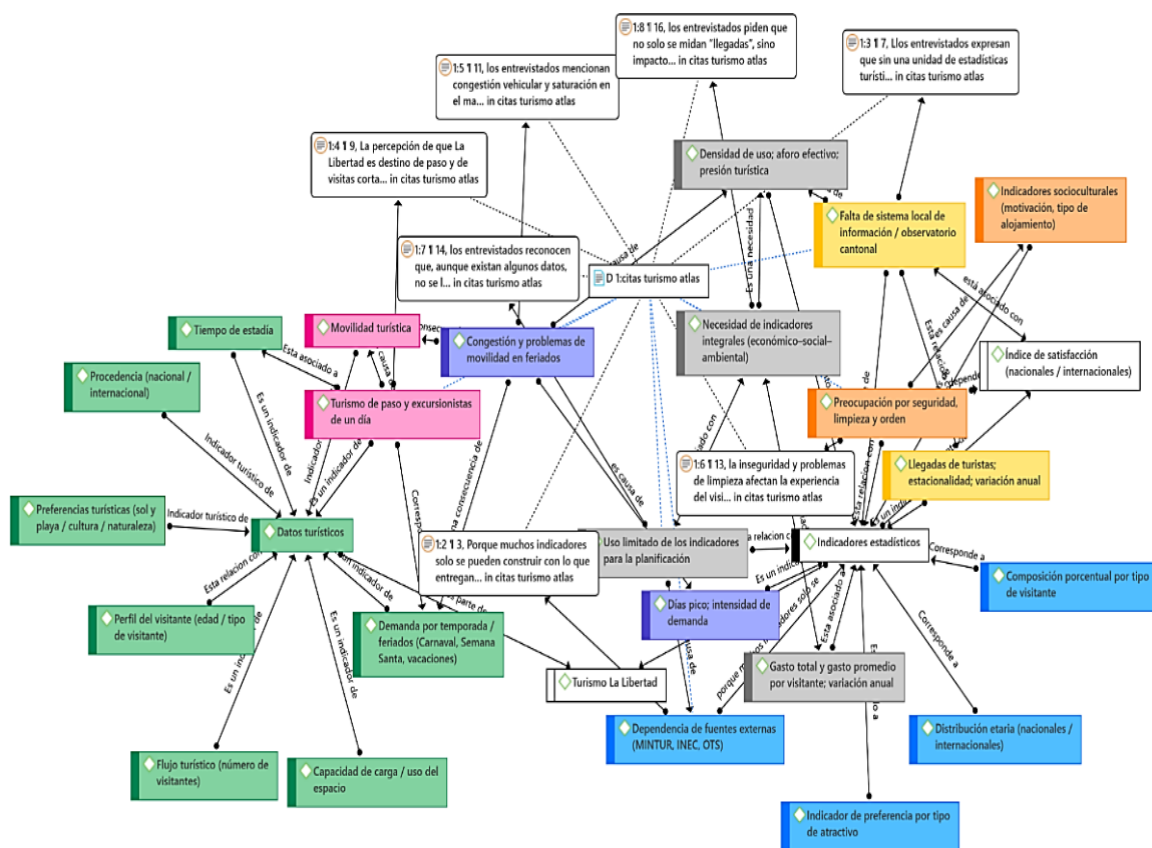 1:8 ¶ 16, los entrevistados piden que
no solo se midan "llegadas", sino
impacto... in citas turismo atlas
1:3 ¶ 7, Llos entrevistados expresan
que sin una unidad de estadísticas
turísti... in citas turismo atlas
1:5 ¶ 11, los entrevistados mencionan
congestión vehicular y saturación en
el ma... in citas turismo atlas
1:4 ¶ 9, La percepción de que La
Libertad es destino de paso y de
visitas corta... in citas turismo atlas
Densidad de uso; aforo efectivo;
presión turística
Indicadores socioculturales
(motivación, tipo de
alojamiento)
Falta de sistema local de
información / observatorio
cantonal
1:7 ¶ 14, los entrevistados reconocen
que, aunque existan algunos datos,
no se l... in citas turismo atlas
causa de
Es una necesidad
D 1:citas turismo atlas
es causa de
está asociado con
Tiempo de estadía
Movilidad turística
Congestión y problemas de
movilidad en feriados
Necesidad de indicadores
integrales (económico–social–
ambiental)
Índice de satisfacción
(nacionales / internacionales)
Esta asociado a
causa de
Procedencia (nacional /
internacional)
Turismo de paso y excursionistas
de un día
Preocupación por seguridad,
limpieza y orden
Es un indicador de
Indicador turístico de
Es un indicador de
es causa de
1:6 ¶ 13, la inseguridad y problemas
de limpieza afectan la experiencia
del visi... in citas turismo atlas
Llegadas de turistas;
estacionalidad; variación anual
Preferencias turísticas (sol y
playa / cultura / naturaleza)
Indicador turístico de
Datos turísticos
1:2 ¶ 3, Porque muchos indicadores
solo se pueden construir con lo que
entregan... in citas turismo atlas
Uso limitado de los indicadores
para la planificación
Indicadores estadísticos
Corresponde a
Composición porcentual por tipo
de visitante
Esta relacion con
Perfil del visitante (edad / tipo
de visitante)
Demanda por temporada /
feriados (Carnaval, Semana
Santa, vacaciones)
Días pico; intensidad de
demanda
Esta asociado a
Corresponde a
Turismo La Libertad
Gasto total y gasto promedio
por visitante; variación anual
Es un indicador de
Dependencia de fuentes externas
(MINTUR, INEC, OTS)
Distribución etaria (nacionales /
internacionales)
Flujo turístico (número de
visitantes)
Capacidad de carga / uso del
espacio
Indicador de preferencia por tipo
de atractivo